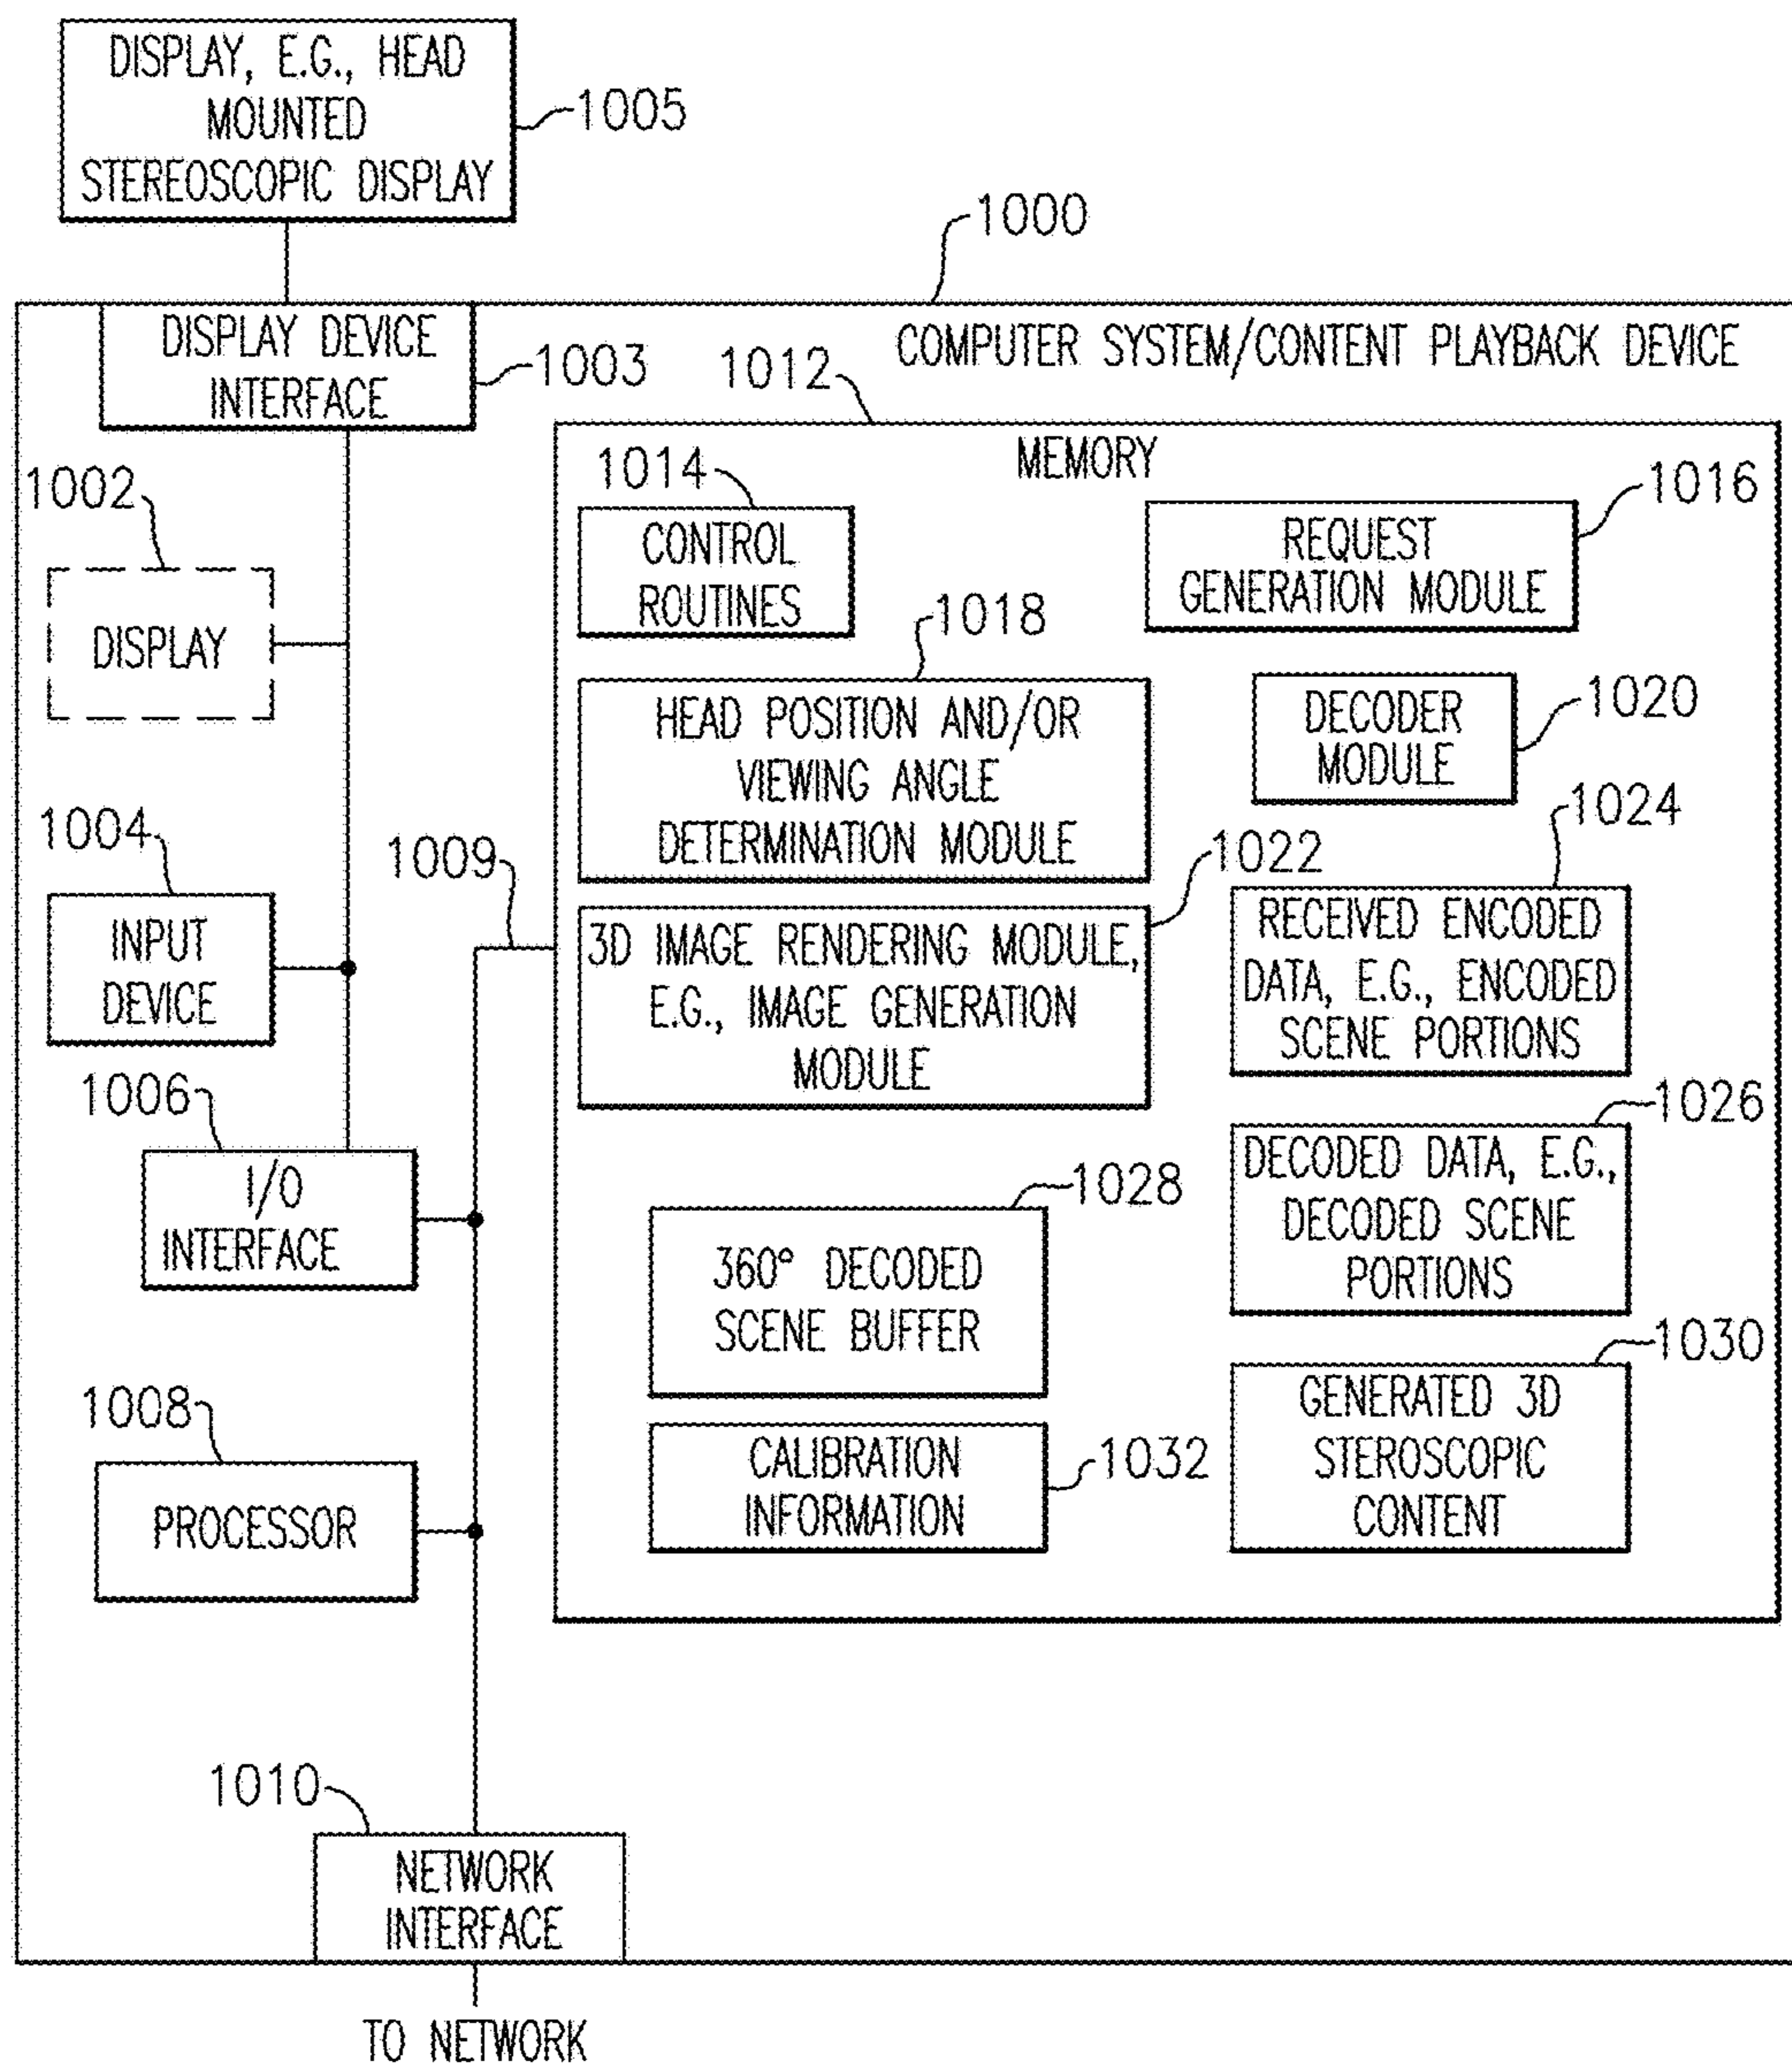 DISPLAY, E.G., HEAD
MOUNTED
STEREOSCOPIC DISPLAY
1005
1000
DISPLAY DEVICE
INTERFACE
1003
COMPUTER SYSTEM/CONTENT PLAYBACK DEVICE
1012
MEMORY
1002
DISPLAY
1014
CONTROL
ROUTINES
1016
REQUEST
GENERATION MODULE
1018
HEAD POSITION AND/OR
VIEWING ANGLE
DETERMINATION MODULE
1020
DECODER
MODULE
1004
INPUT
DEVICE
1009
1022
3D IMAGE RENDERING MODULE,
E.G., IMAGE GENERATION
MODULE
1024
RECEIVED ENCODED
DATA, E.G., ENCODED
SCENE PORTIONS
1006
I/O
INTERFACE
1026
DECODED DATA, E.G.,
DECODED SCENE
PORTIONS
1028
360° DECODED
SCENE BUFFER
1030
GENERATED 3D
STEROSCOPIC
CONTENT
1008
PROCESSOR
1032
CALIBRATION
INFORMATION
1010
NETWORK
INTERFACE
TO NETWORK